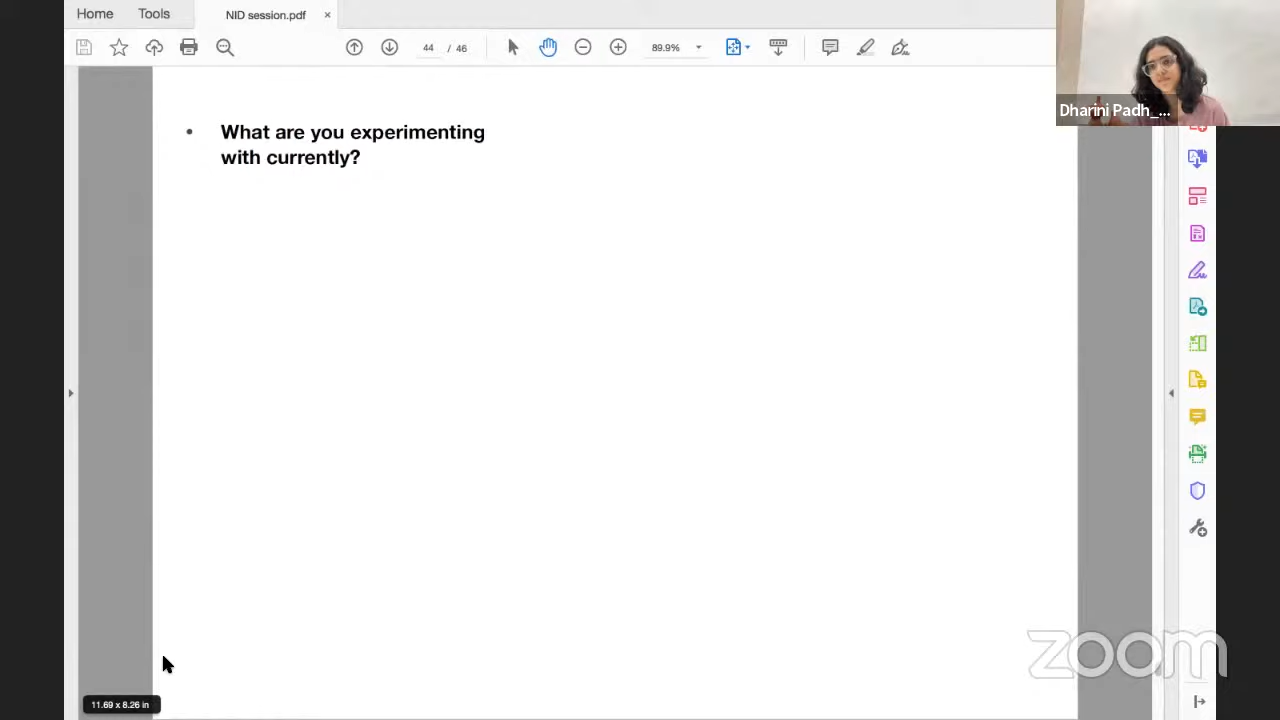 Home Tools NID session.pdf ×
44 / 46 89.9%
Dharini Padh_...
• What are you experimenting
with currently?
zoom
11.69 x 8.26 in